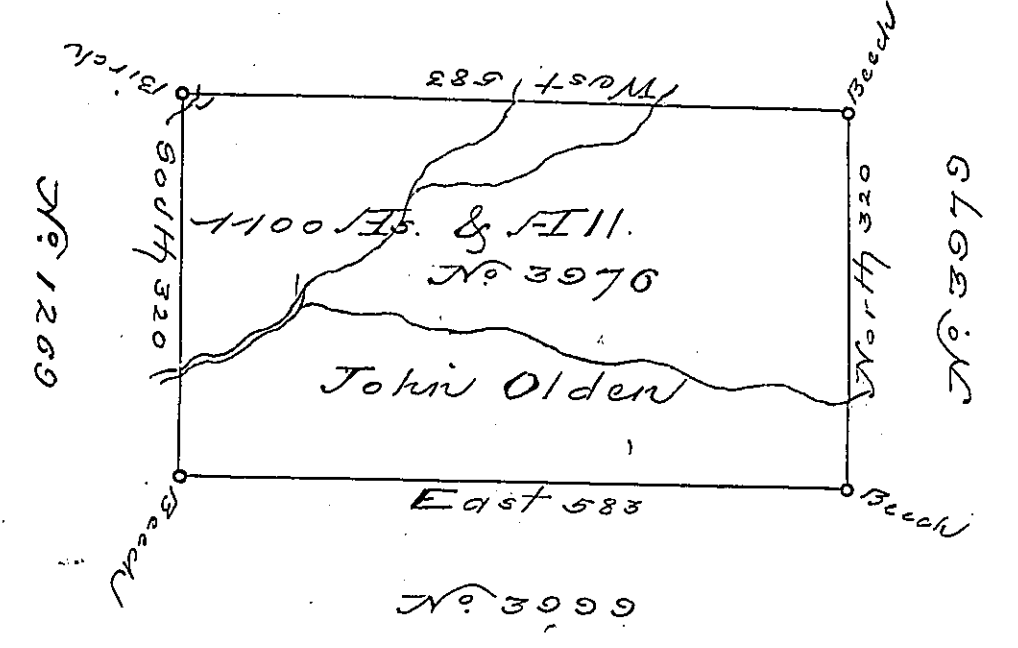 Birch
West 583
Beech
South 320
1100 As. & All.
No. 3976
John Olden
North 320
No. 1269
No. 3979
Beech
East 583
Beech
No. 3999